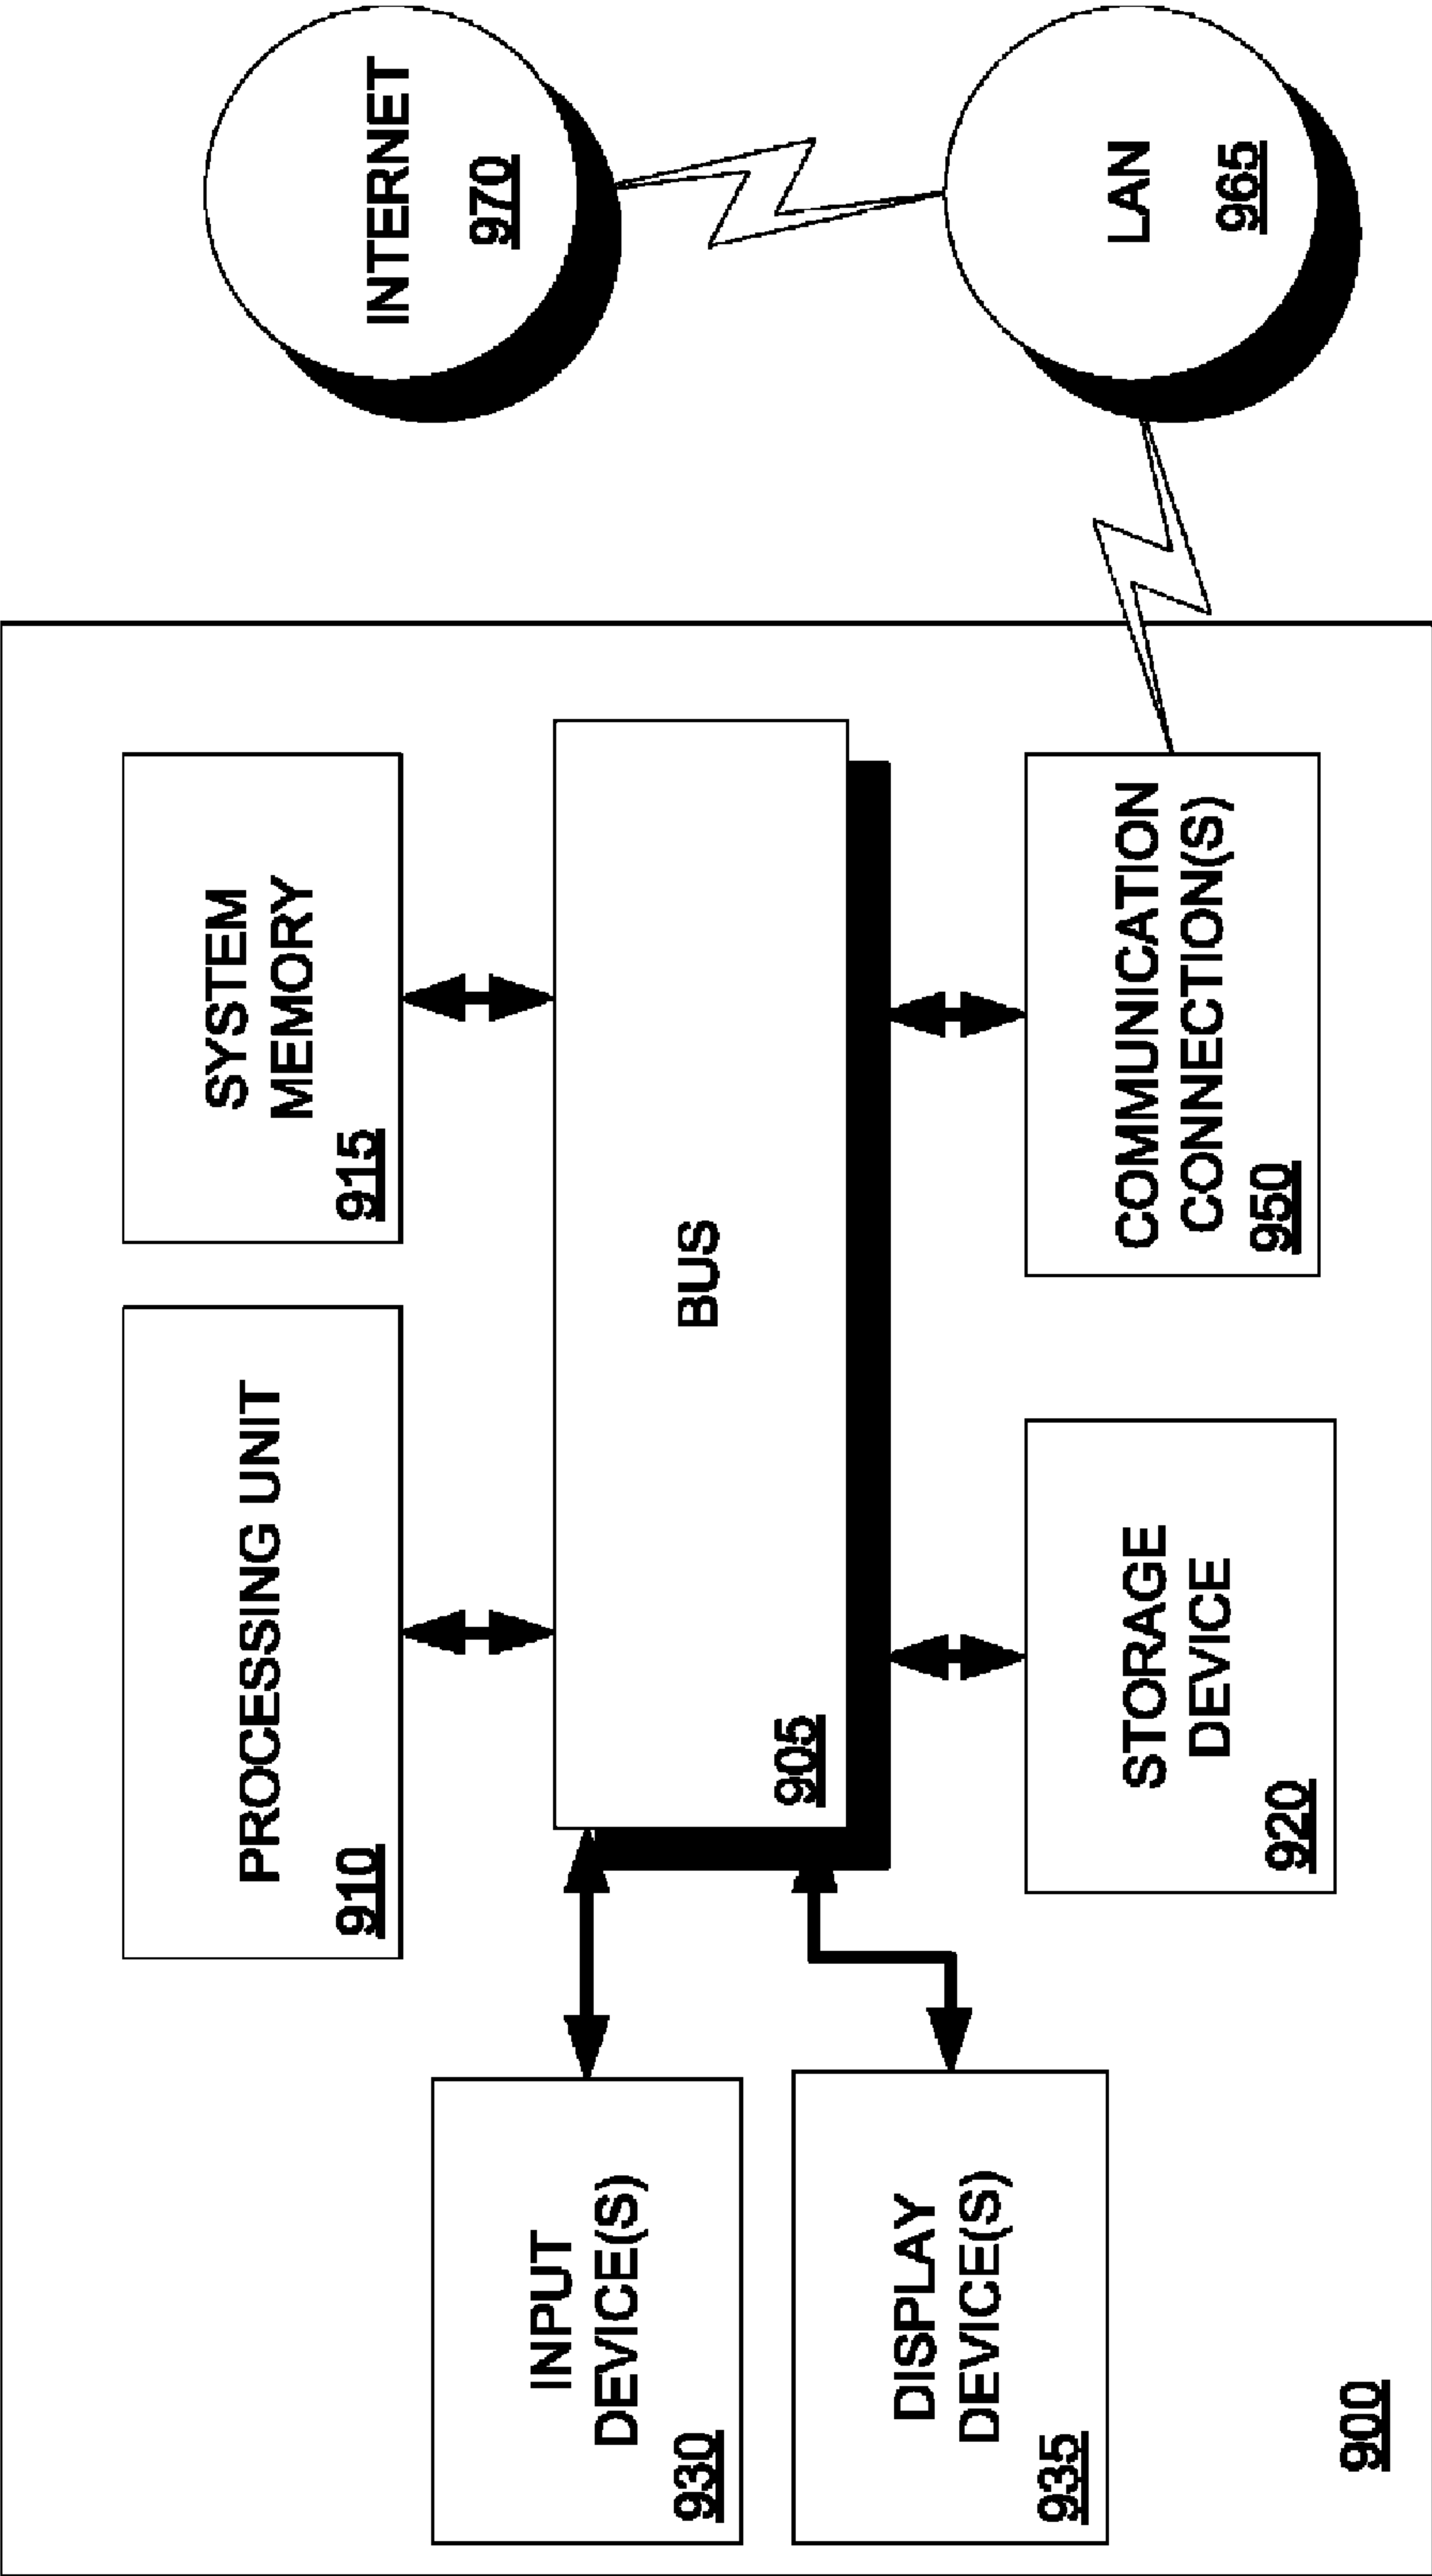 PROCESSING UNIT
910
SYSTEM
MEMORY
915
INTERNET
970
INPUT
DEVICE(S)
930
BUS
905
DISPLAY
DEVICE(S)
935
STORAGE
DEVICE
920
COMMUNICATION
CONNECTION(S)
950
LAN
965
900